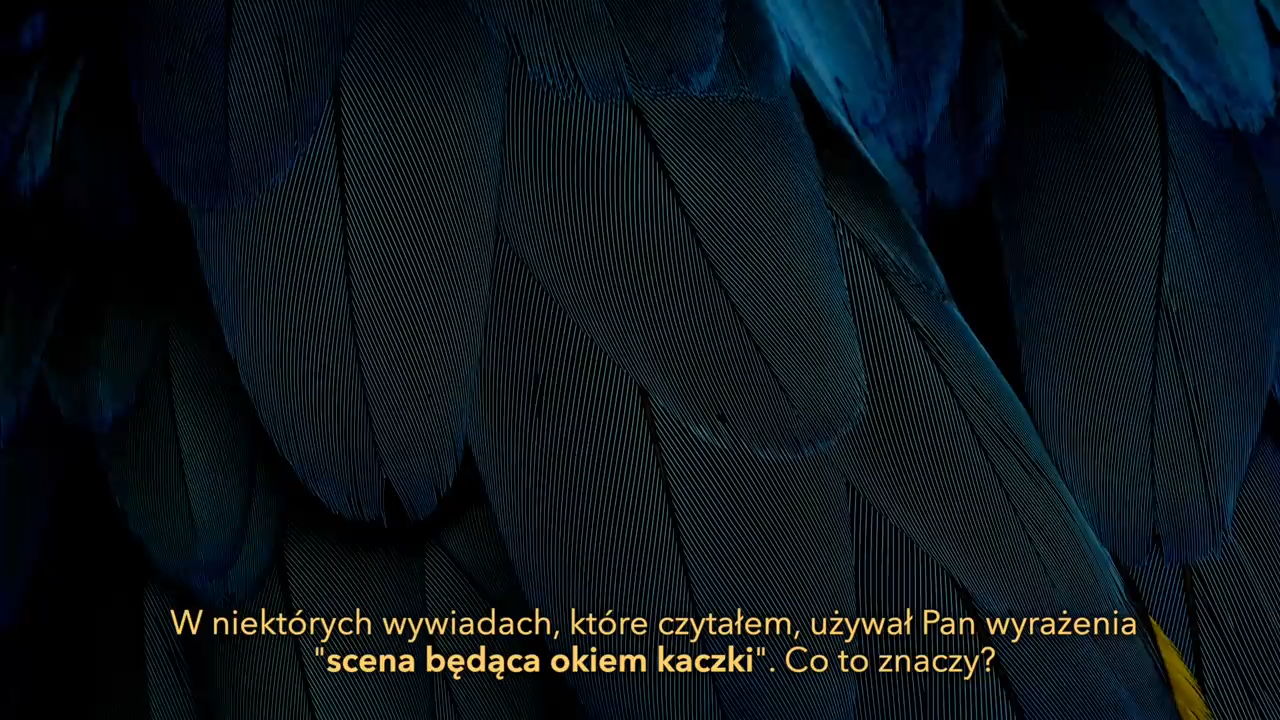 W niektórych wywiadach, które czytałem, używał Pan wyrażenia
"scena będąca okiem kaczki". Co to znaczy?